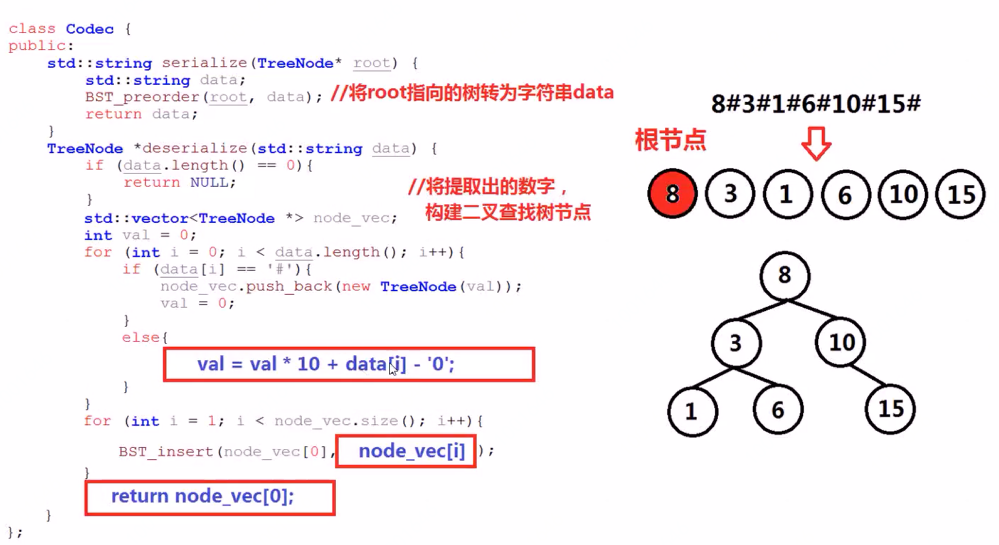 class Codec {
public:
std::string serialize(TreeNode* root) {
std::string data;
BST_preorder(root, data); //将root指向的树转为字符串data
return data;
}
TreeNode *deserialize(std::string data) {
if (data.length() == 0){
return NULL;
}
//将提取出的数字，
构建二叉查找树节点
std::vector<TreeNode *> node_vec;
int val = 0;
for (int i = 0; i < data.length(); i++){
if (data[i] == '#'){
node_vec.push_back(new TreeNode(val));
val = 0;
}
else{
val = val * 10 + data[i] - '0';
}
}
for (int i = 1; i < node_vec.size(); i++){
BST_insert(node_vec[0], node_vec[i] );
}
return node_vec[0];
}
};
8#3#1#6#10#15#
根节点
8 3 1 6 10 15
8
3 10
1 6 15